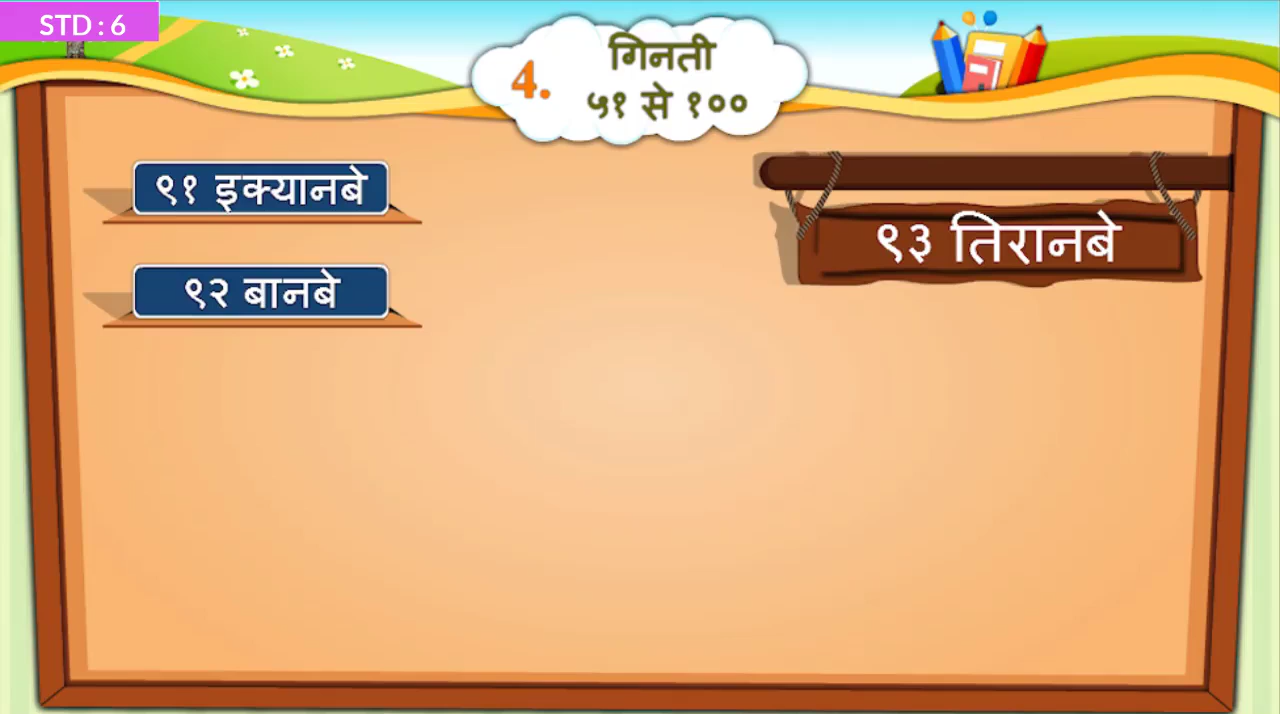 STD : 6
4.
गिनती
५१ से १००
९१ इक्यानबे
९२ बानबे
९३ तिरानबे